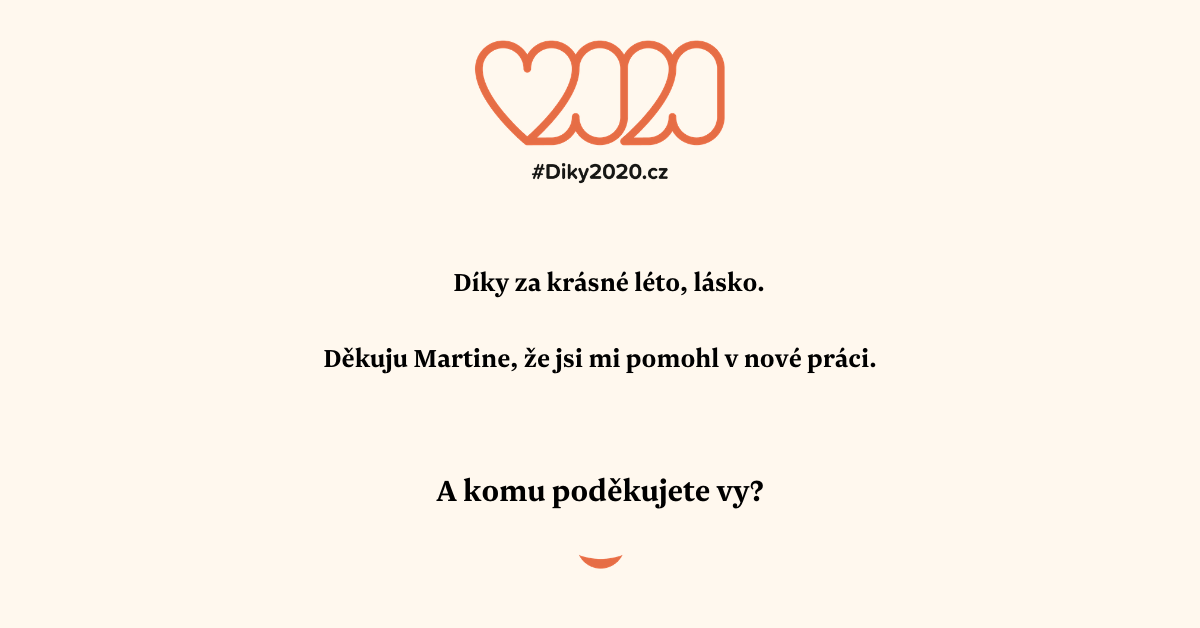 2020
#Diky2020.cz
Díky za krásné léto, lásko.
Děkuju Martine, že jsi mi pomohl v nové práci.
A komu poděkujete vy?